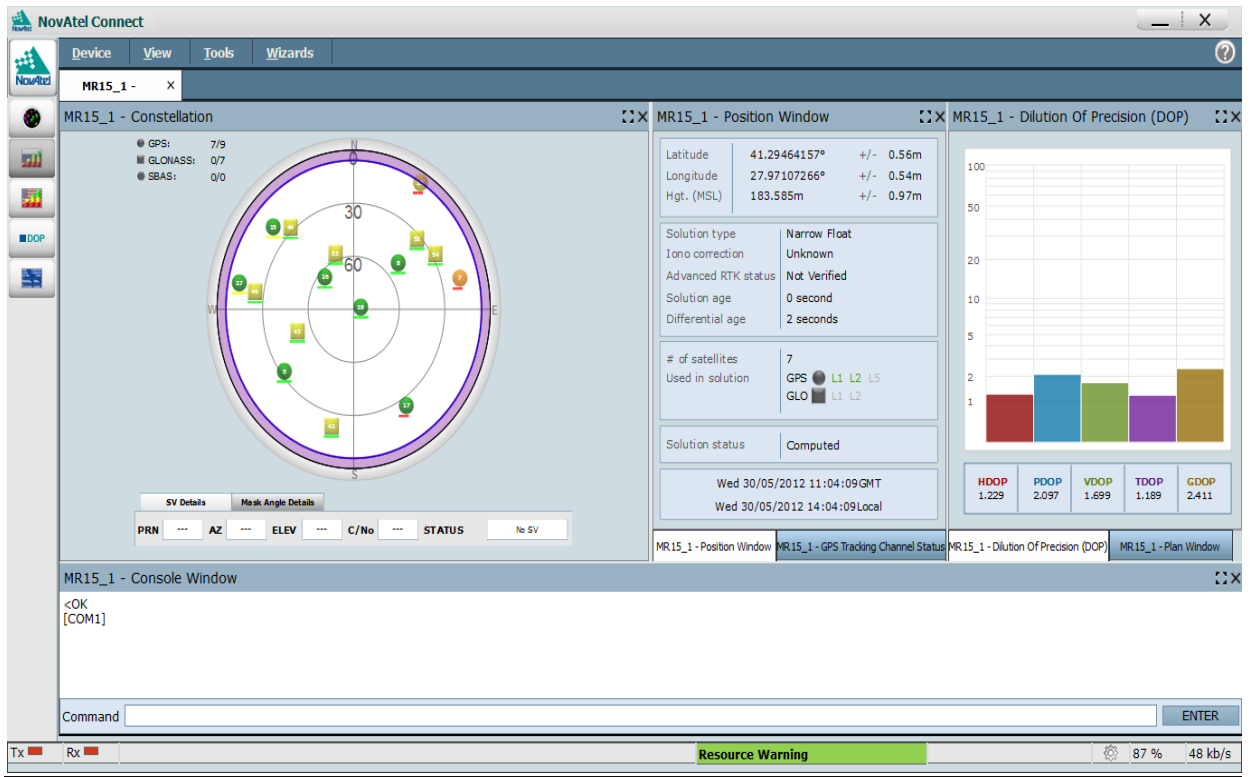 NovAtel Connect
NovAtel
Device View Tools Wizards
MR15_1 - X
MR15_1 - Constellation
GPS: 7/9
GLONASS: 0/7
SBAS: 0/0
N
0
30
60
W
E
S
SV Details Mask Angle Details
PRN --- AZ --- ELEV --- C/No --- STATUS No SV
MR15_1 - Position Window
Latitude 41.29464157° +/- 0.56m
Longitude 27.97107266° +/- 0.54m
Hgt. (MSL) 183.585m +/- 0.97m
Solution type Narrow Float
Iono correction Unknown
Advanced RTK status Not Verified
Solution age 0 second
Differential age 2 seconds
# of satellites 7
Used in solution GPS L1 L2 L5
GLO L1 L2
Solution status Computed
Wed 30/05/2012 11:04:09GMT
Wed 30/05/2012 14:04:09Local
MR15_1 - Position Window MR15_1 - GPS Tracking Channel Status
MR15_1 - Dilution Of Precision (DOP)
100
50
20
10
5
2
1
HDOP PDOP VDOP TDOP GDOP
1.229 2.097 1.699 1.189 2.411
MR15_1 - Dilution Of Precision (DOP) MR15_1 - Plan Window
DOP
MR15_1 - Console Window
<OK
[COM1]
Command ENTER
Tx Rx Resource Warning 87 % 48 kb/s